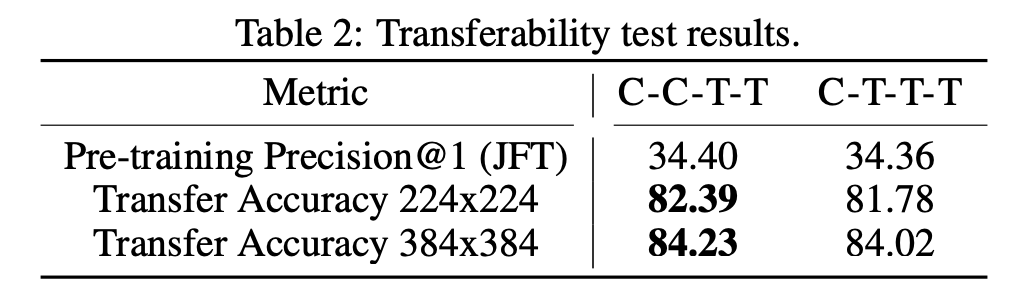 Table 2: Transferability test results.
Metric C-C-T-T C-T-T-T
Pre-training Precision@1 (JFT) 34.40 34.36
Transfer Accuracy 224x224 82.39 81.78
Transfer Accuracy 384x384 84.23 84.02